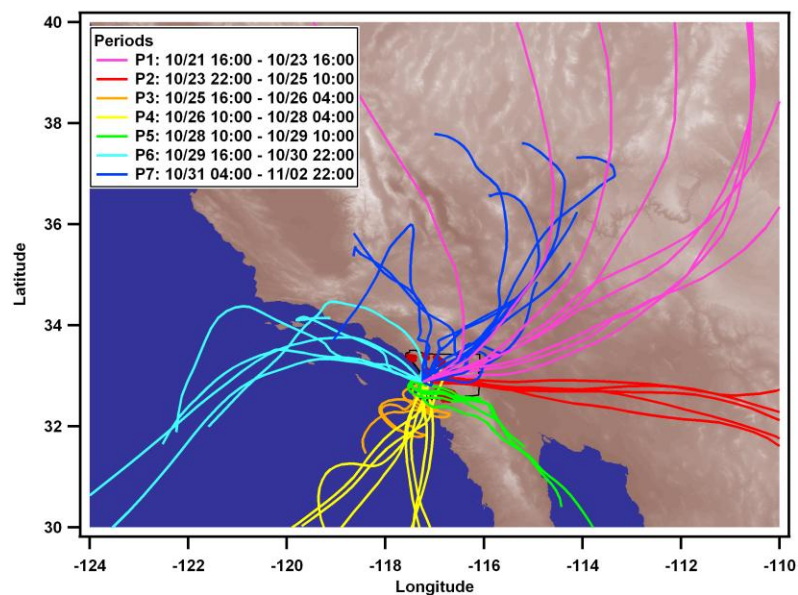 Periods
P1: 10/21 16:00 - 10/23 16:00
P2: 10/23 22:00 - 10/25 10:00
P3: 10/25 16:00 - 10/26 04:00
P4: 10/26 10:00 - 10/28 04:00
P5: 10/28 10:00 - 10/29 10:00
P6: 10/29 16:00 - 10/30 22:00
P7: 10/31 04:00 - 11/02 22:00
40
38
36
34
32
30
Latitude
-124 -122 -120 -118 -116 -114 -112 -110
Longitude